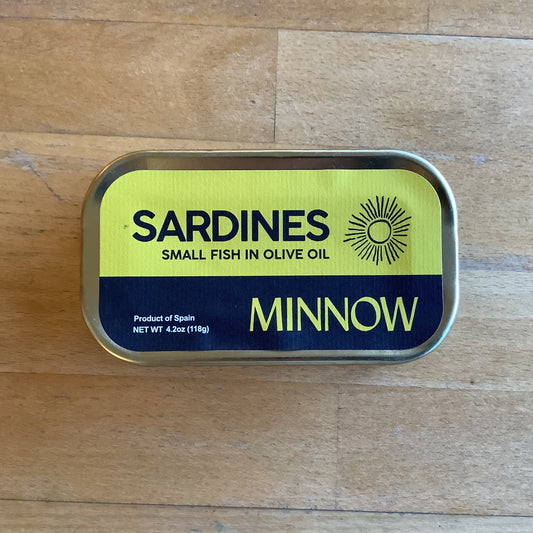 SARDINES
SMALL FISH IN OLIVE OIL
Product of Spain
NET WT 4.2oz (118g)
MINNOW